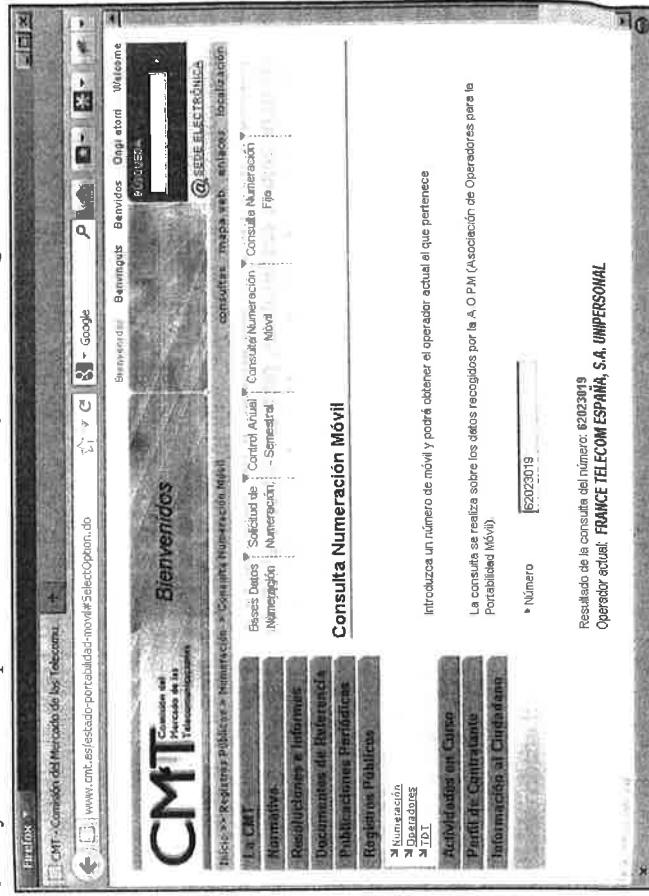 Firefox
CMT - Comisión del Mercado de las Telecomu...
www.cmt.es/estado-portabilidad-movil#SelectOption.do
Google
Bienvenidos Benvinguts Benvidos Ongi etorri Welcome
CMT
Comisión del
Mercado de las
Telecomunicaciones
Bienvenidos
BUSQUEDA
@ SEDE ELECTRÓNICA
consultas mapa web enlaces localización
Inicio >> Registros Públicos > Numeración > Consulta Numeración Móvil
La CMT
Normativa
Resoluciones e Informes
Documentos de Referencia
Publicaciones Periódicas
Registros Públicos
Numeración
Operadores
TDT
Actividades en Curso
Perfil de Contratante
Información al Ciudadano
Bases Datos Numeración
Solicitud de Numeración
Control Anual - Semestral
Consulta Numeración Móvil
Consulta Numeración Fija
Consulta Numeración Móvil
Introduzca un número de móvil y podrá obtener el operador actual al que pertenece
La consulta se realiza sobre los datos recogidos por la A.O.P.M (Asociación de Operadores para la
Portabilidad Móvil).
Número
62023019
Resultado de la consulta del número: 62023019
Operador actual: FRANCE TELECOM ESPAÑA, S.A. UNIPERSONAL